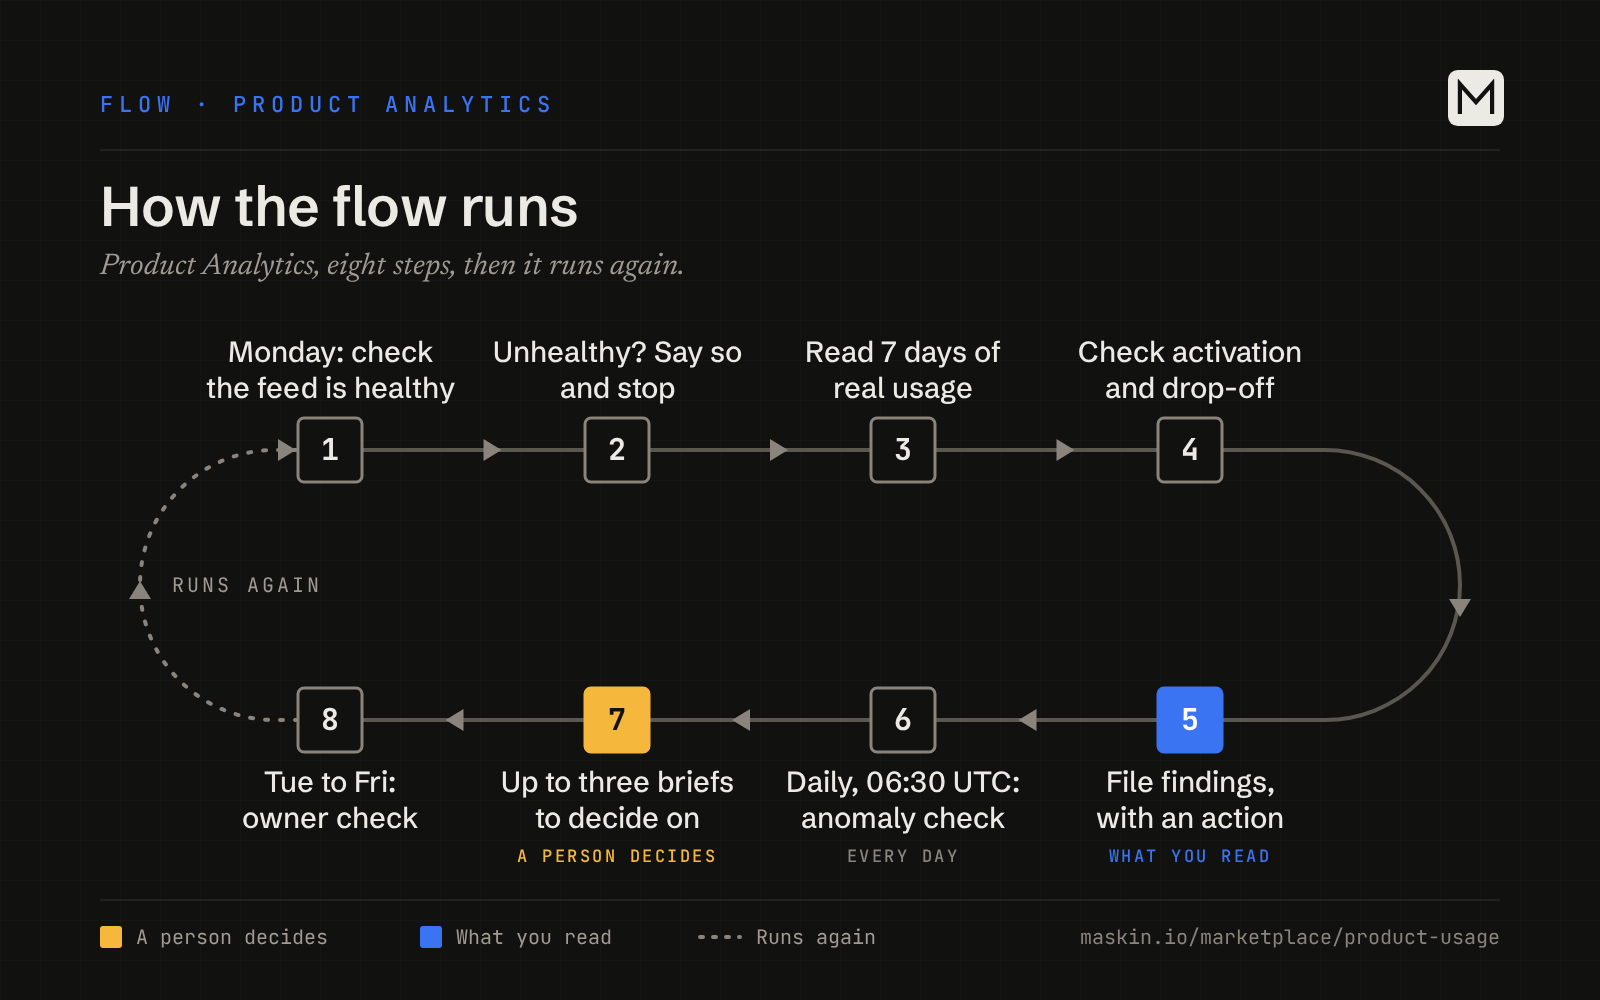 FLOW · PRODUCT ANALYTICS
M
How the flow runs
Product Analytics, eight steps, then it runs again.
Monday: check
the feed is healthy
Unhealthy? Say so
and stop
Read 7 days of
real usage
Check activation
and drop-off
1
2
3
4
RUNS AGAIN
8
7
6
5
Tue to Fri:
owner check
Up to three briefs
to decide on
A PERSON DECIDES
Daily, 06:30 UTC:
anomaly check
EVERY DAY
File findings,
with an action
WHAT YOU READ
A person decides
What you read
Runs again
maskin.io/marketplace/product-usage